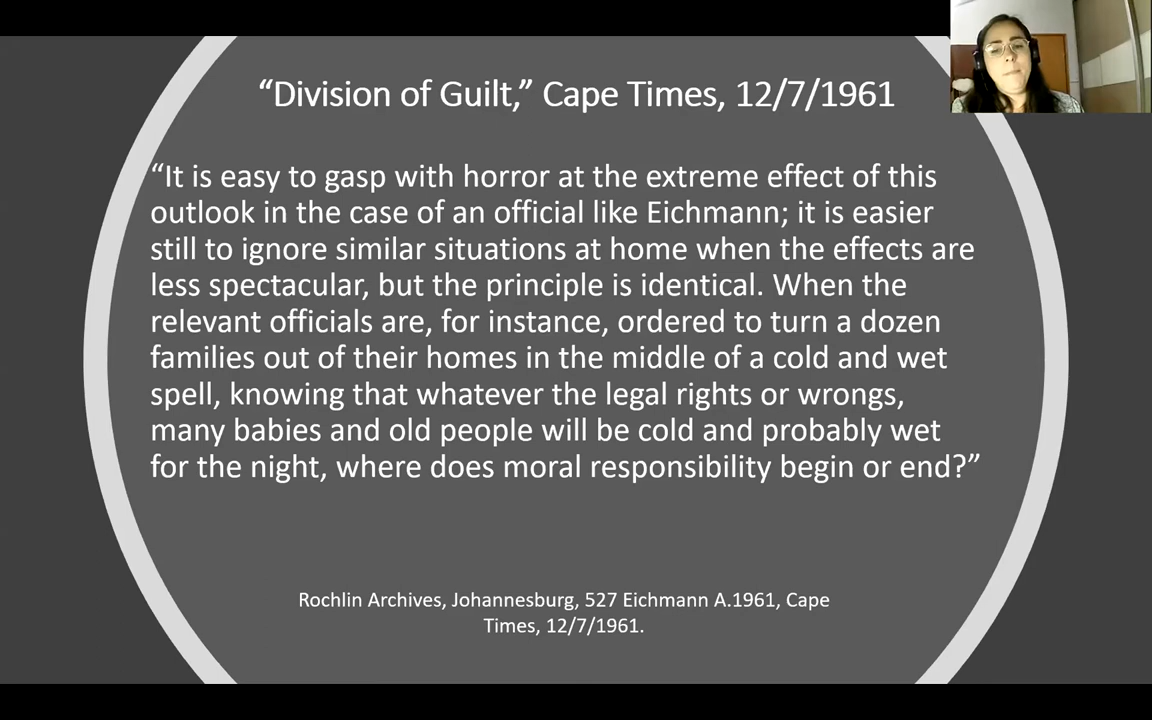 “Division of Guilt,” Cape Times, 12/7/1961
“It is easy to gasp with horror at the extreme effect of this
outlook in the case of an official like Eichmann; it is easier
still to ignore similar situations at home when the effects are
less spectacular, but the principle is identical. When the
relevant officials are, for instance, ordered to turn a dozen
families out of their homes in the middle of a cold and wet
spell, knowing that whatever the legal rights or wrongs,
many babies and old people will be cold and probably wet
for the night, where does moral responsibility begin or end?”
Rochlin Archives, Johannesburg, 527 Eichmann A.1961, Cape
Times, 12/7/1961.